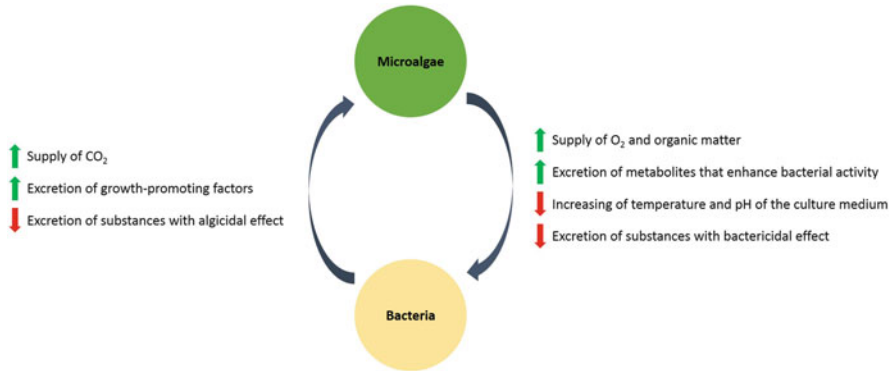 Microalgae
Supply of CO₂
Excretion of growth-promoting factors
Excretion of substances with algicidal effect
Supply of O₂ and organic matter
Excretion of metabolites that enhance bacterial activity
Increasing of temperature and pH of the culture medium
Excretion of substances with bactericidal effect
Bacteria